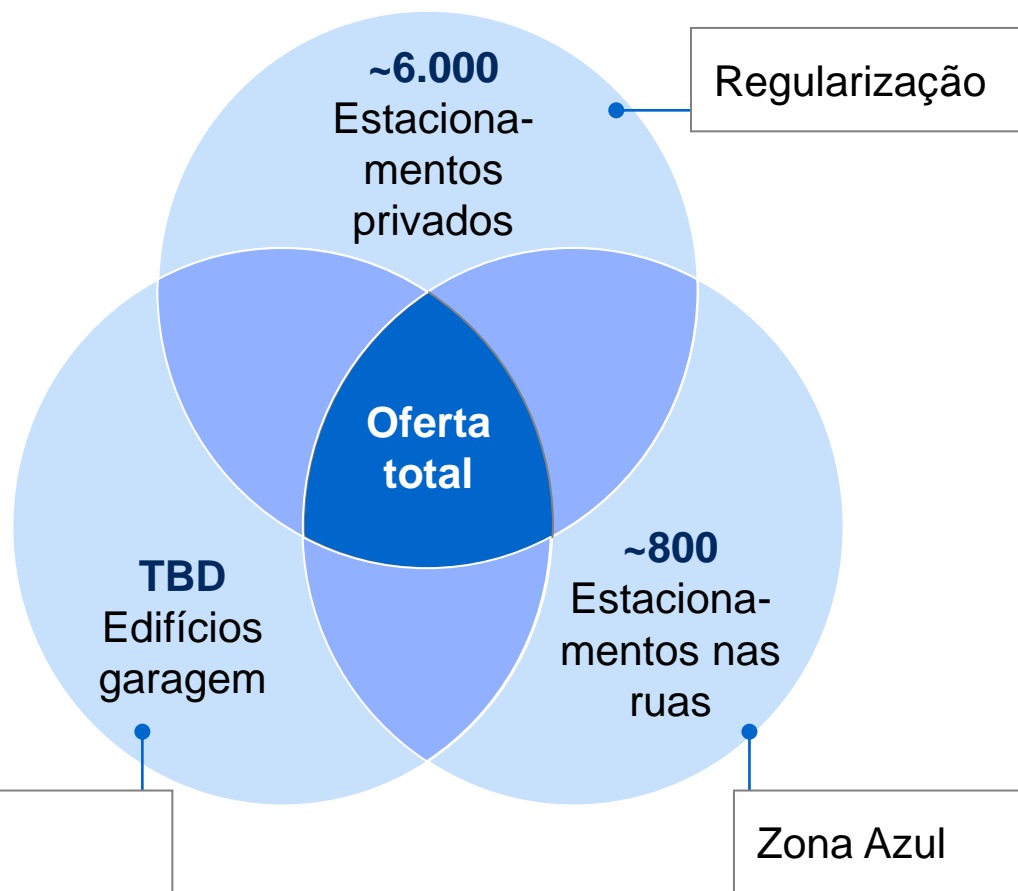 ~6.000
Estaciona-
mentos
privados
Regularização
Oferta
total
TBD
Edifícios
garagem
~800
Estaciona-
mentos nas
ruas
Zona Azul